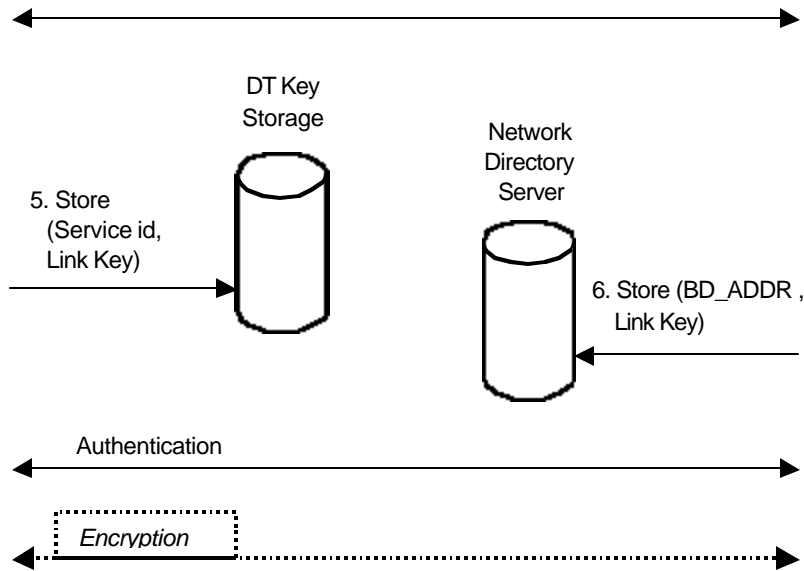 DT Key
Storage
Network
Directory
Server
5. Store
(Service id,
Link Key)
6. Store (BD_ADDR ,
Link Key)
Authentication
Encryption